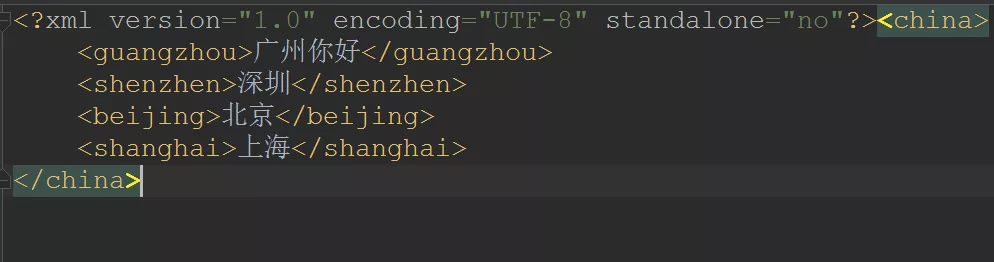 <?xml version="1.0" encoding="UTF-8" standalone="no"?><china>
<guangzhou>广州你好</guangzhou>
<shenzhen>深圳</shenzhen>
<beijing>北京</beijing>
<shanghai>上海</shanghai>
</china>